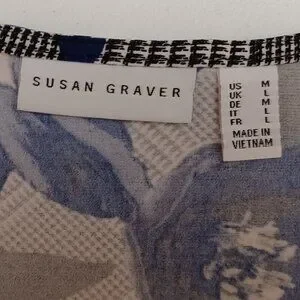 SUSAN GRAVER
US M
UK L
DE M
IT L
FR L
MADE IN
VIETNAM